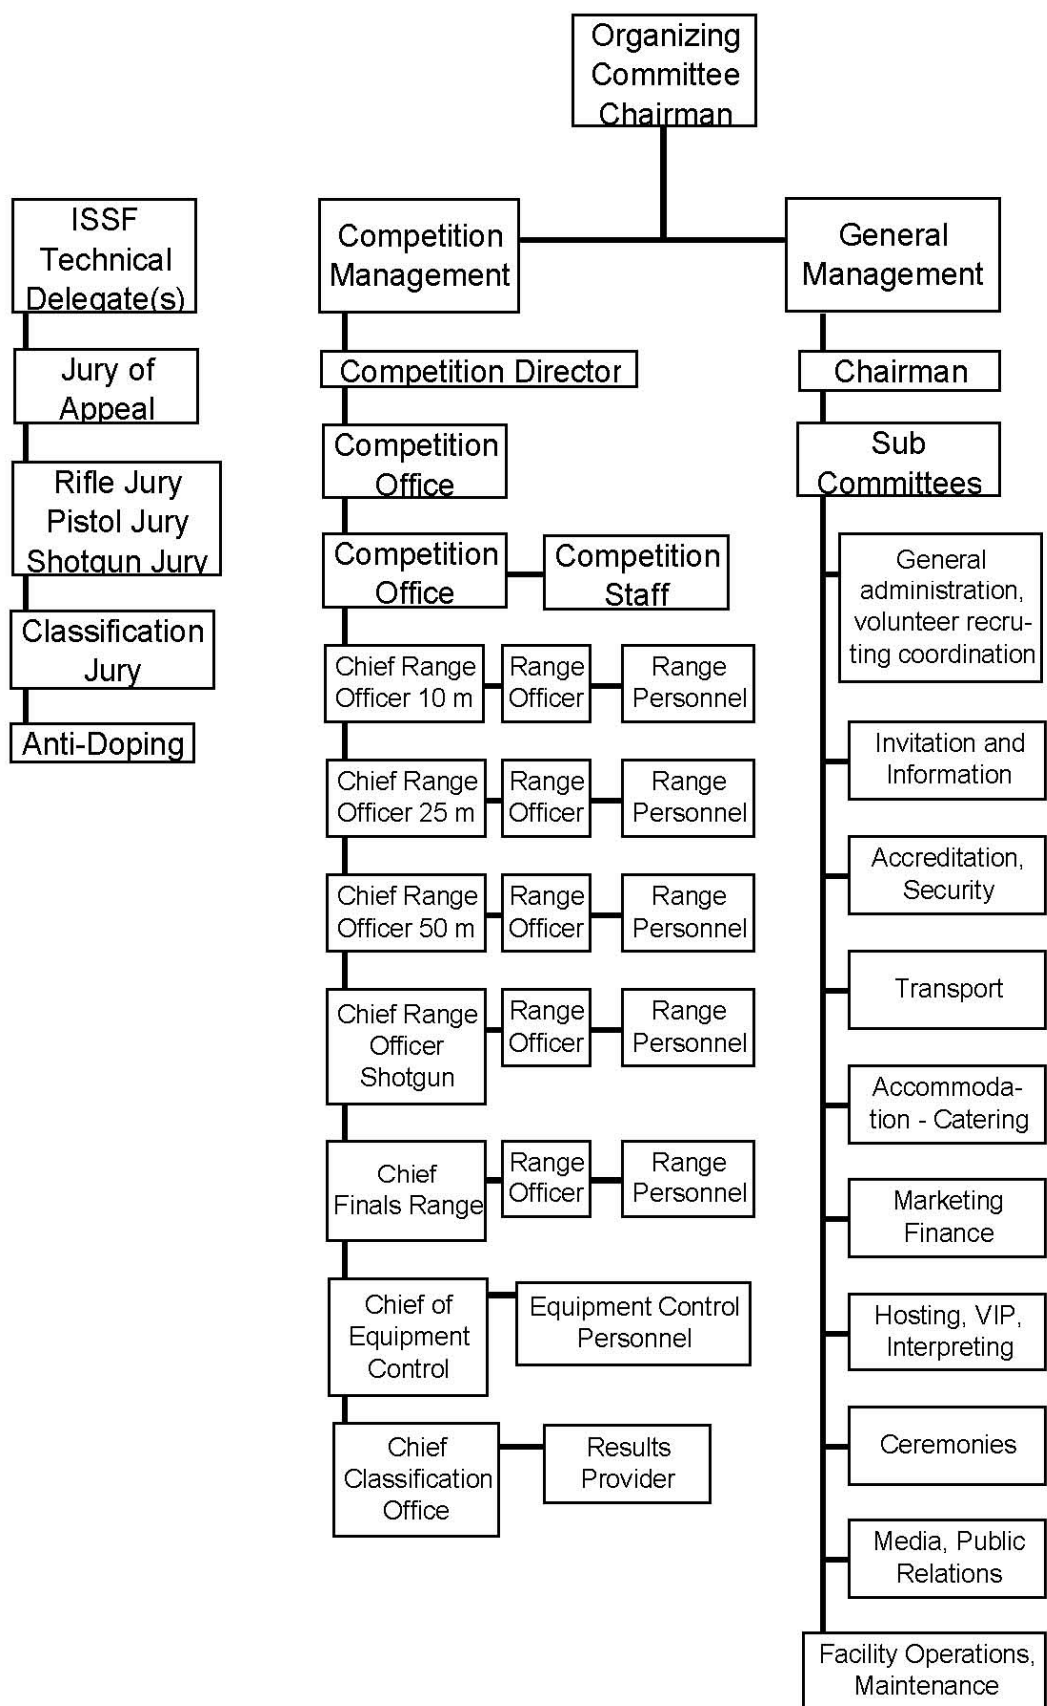 Organizing
Committee
Chairman
ISSF
Technical
Delegate(s)
Jury of
Appeal
Rifle Jury
Pistol Jury
Shotgun Jury
Classification
Jury
Anti-Doping
Competition
Management
Competition Director
Competition
Office
Competition
Office
Competition
Staff
Chief Range
Officer 10 m
Range
Officer
Range
Personnel
Chief Range
Officer 25 m
Range
Officer
Range
Personnel
Chief Range
Officer 50 m
Range
Officer
Range
Personnel
Chief Range
Officer
Shotgun
Range
Officer
Range
Personnel
Chief
Finals Range
Range
Officer
Range
Personnel
Chief of
Equipment
Control
Equipment Control
Personnel
Chief
Classification
Office
Results
Provider
General
Management
Chairman
Sub
Committees
General
administration,
volunteer recru-
ting coordination
Invitation and
Information
Accreditation,
Security
Transport
Accommoda-
tion - Catering
Marketing
Finance
Hosting, VIP,
Interpreting
Ceremonies
Media, Public
Relations
Facility Operations,
Maintenance